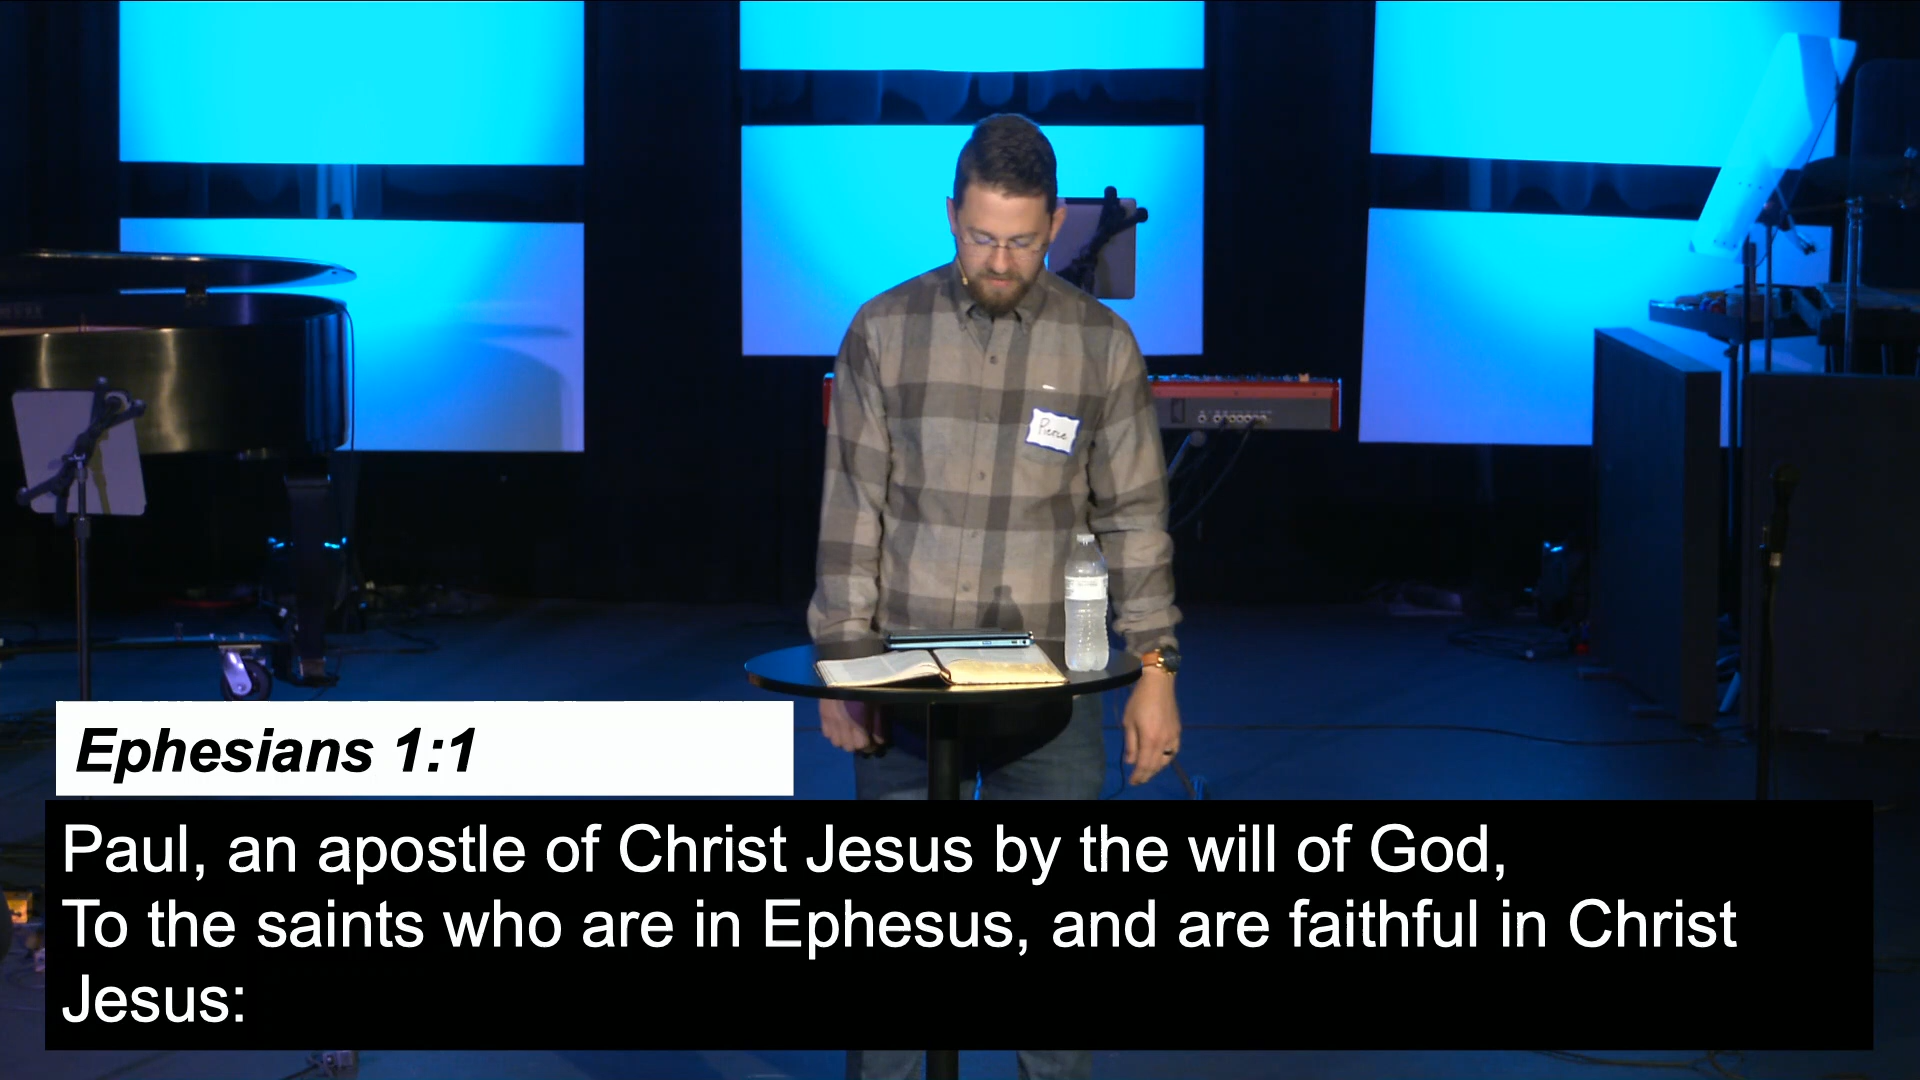 Pierce
Ephesians 1:1
Paul, an apostle of Christ Jesus by the will of God,
To the saints who are in Ephesus, and are faithful in Christ
Jesus: